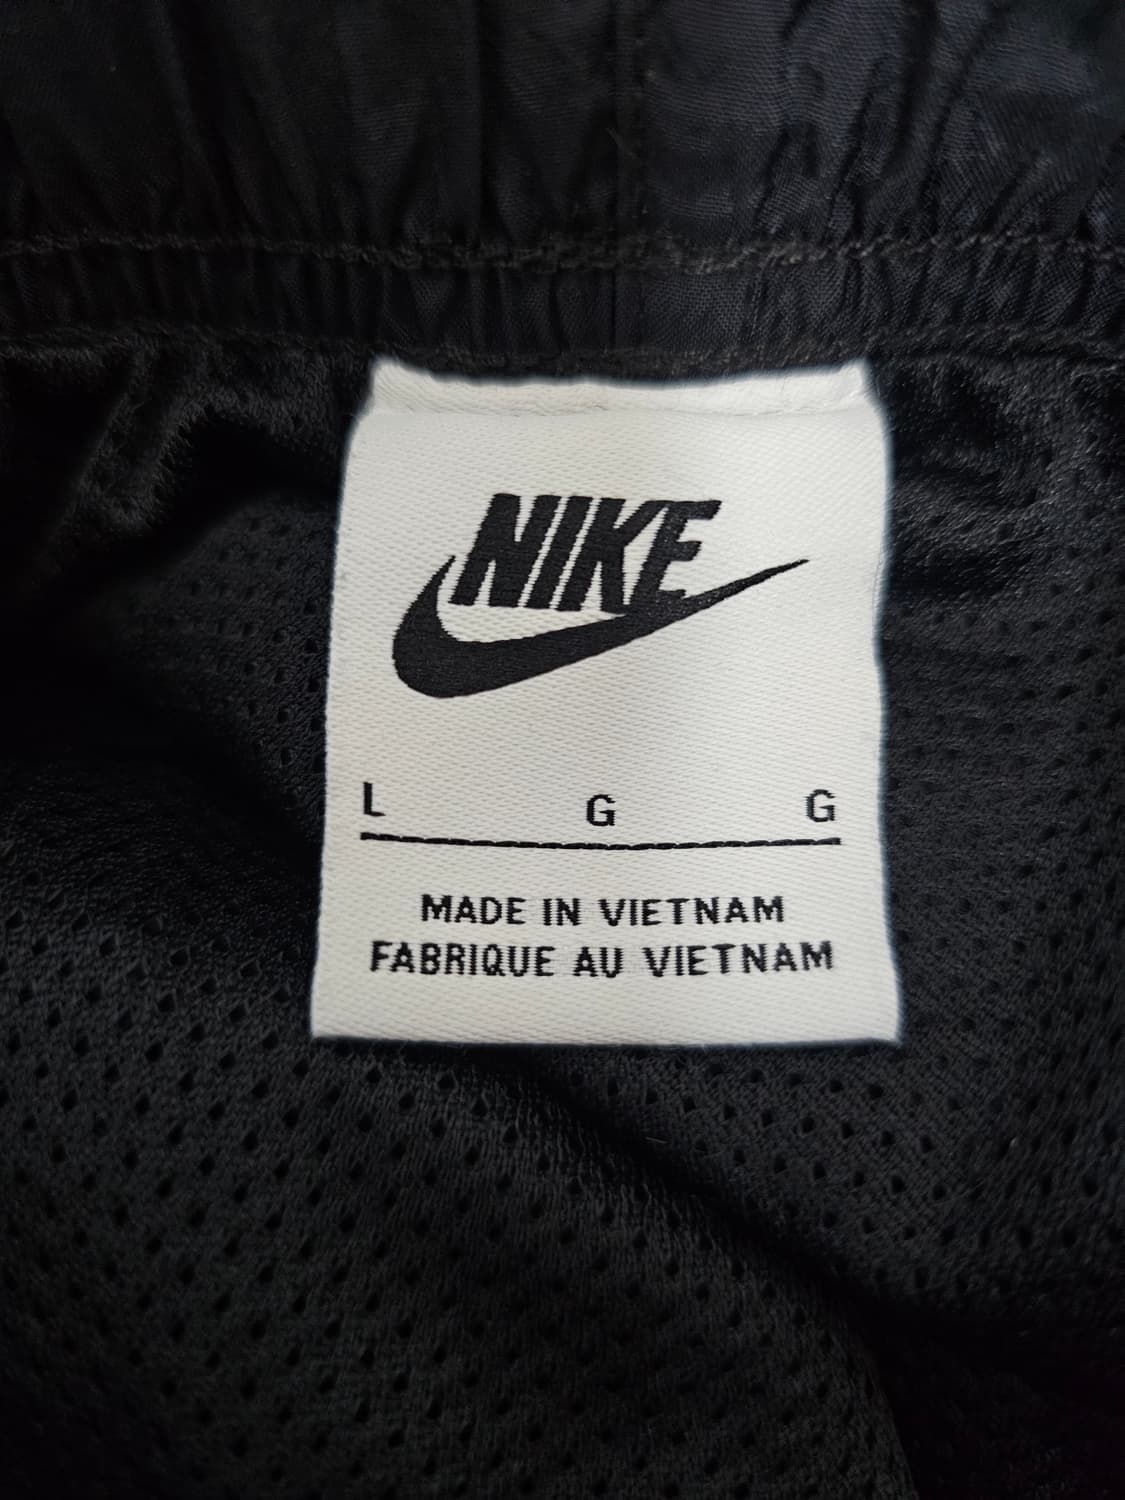 NIKE
L G G
MADE IN VIETNAM
FABRIQUE AU VIETNAM